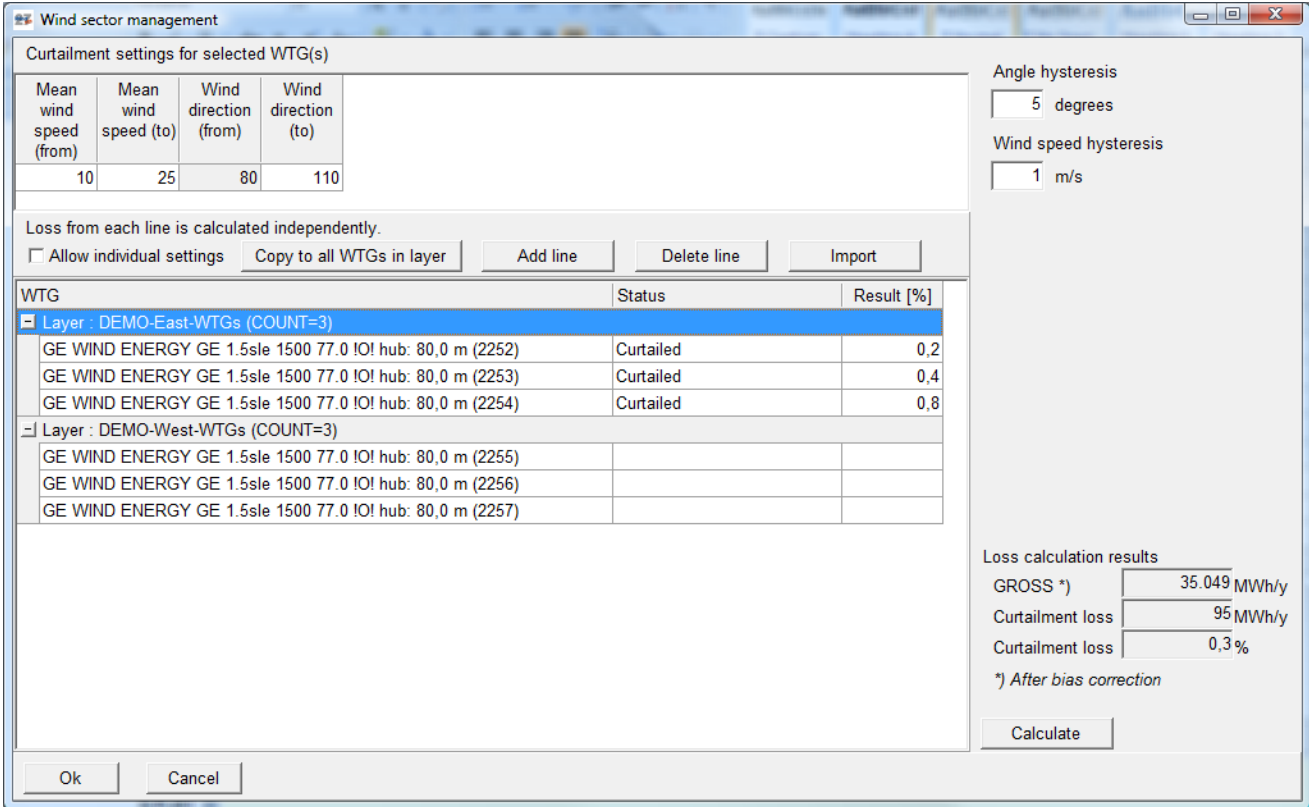 Wind sector management
Curtailment settings for selected WTG(s)
Mean wind speed (from) Mean wind speed (to) Wind direction (from) Wind direction (to)
10 25 80 110
Angle hysteresis
5 degrees
Wind speed hysteresis
1 m/s
Loss from each line is calculated independently.
Allow individual settings Copy to all WTGs in layer Add line Delete line Import
WTG Status Result [%]
Layer : DEMO-East-WTGs (COUNT=3)
GE WIND ENERGY GE 1.5sle 1500 77.0 !O! hub: 80,0 m (2252) Curtailed 0,2
GE WIND ENERGY GE 1.5sle 1500 77.0 !O! hub: 80,0 m (2253) Curtailed 0,4
GE WIND ENERGY GE 1.5sle 1500 77.0 !O! hub: 80,0 m (2254) Curtailed 0,8
Layer : DEMO-West-WTGs (COUNT=3)
GE WIND ENERGY GE 1.5sle 1500 77.0 !O! hub: 80,0 m (2255)
GE WIND ENERGY GE 1.5sle 1500 77.0 !O! hub: 80,0 m (2256)
GE WIND ENERGY GE 1.5sle 1500 77.0 !O! hub: 80,0 m (2257)
Loss calculation results
GROSS *) 35.049 MWh/y
Curtailment loss 95 MWh/y
Curtailment loss 0,3 %
*) After bias correction
Calculate
Ok Cancel